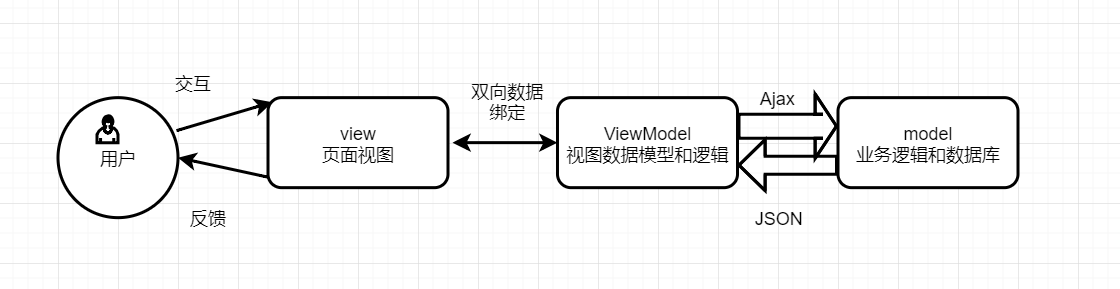 交互
用户
反馈
view
页面视图
双向数据
绑定
ViewModel
视图数据模型和逻辑
Ajax
JSON
model
业务逻辑和数据库